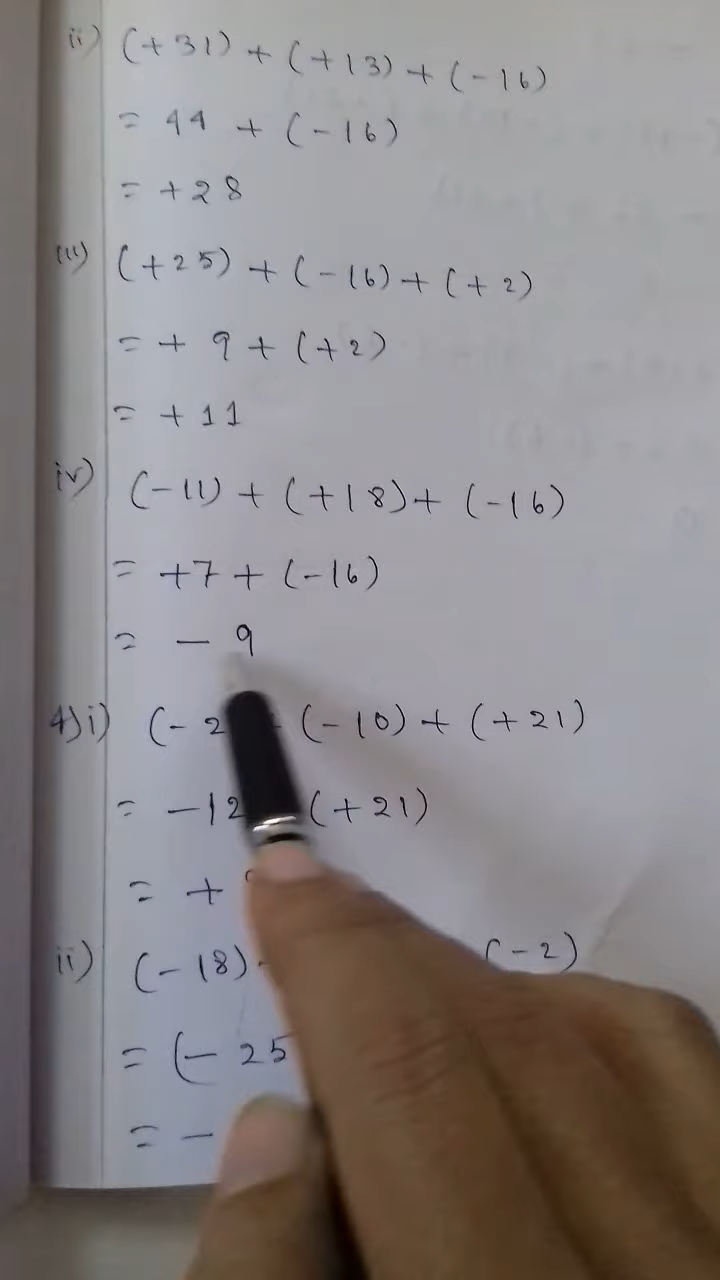 ii) (+31) + (+13) + (-16)
= 44 + (-16)
= +28
(iii) (+25) + (-16) + (+2)
= + 9 + (+2)
= + 11
iv) (-11) + (+18) + (-16)
= +7 + (-16)
= - 9
4) i) (-2 (-10) + (+21)
= -12 (+21)
= +
ii) (-18) (-2)
= (- 25
= -